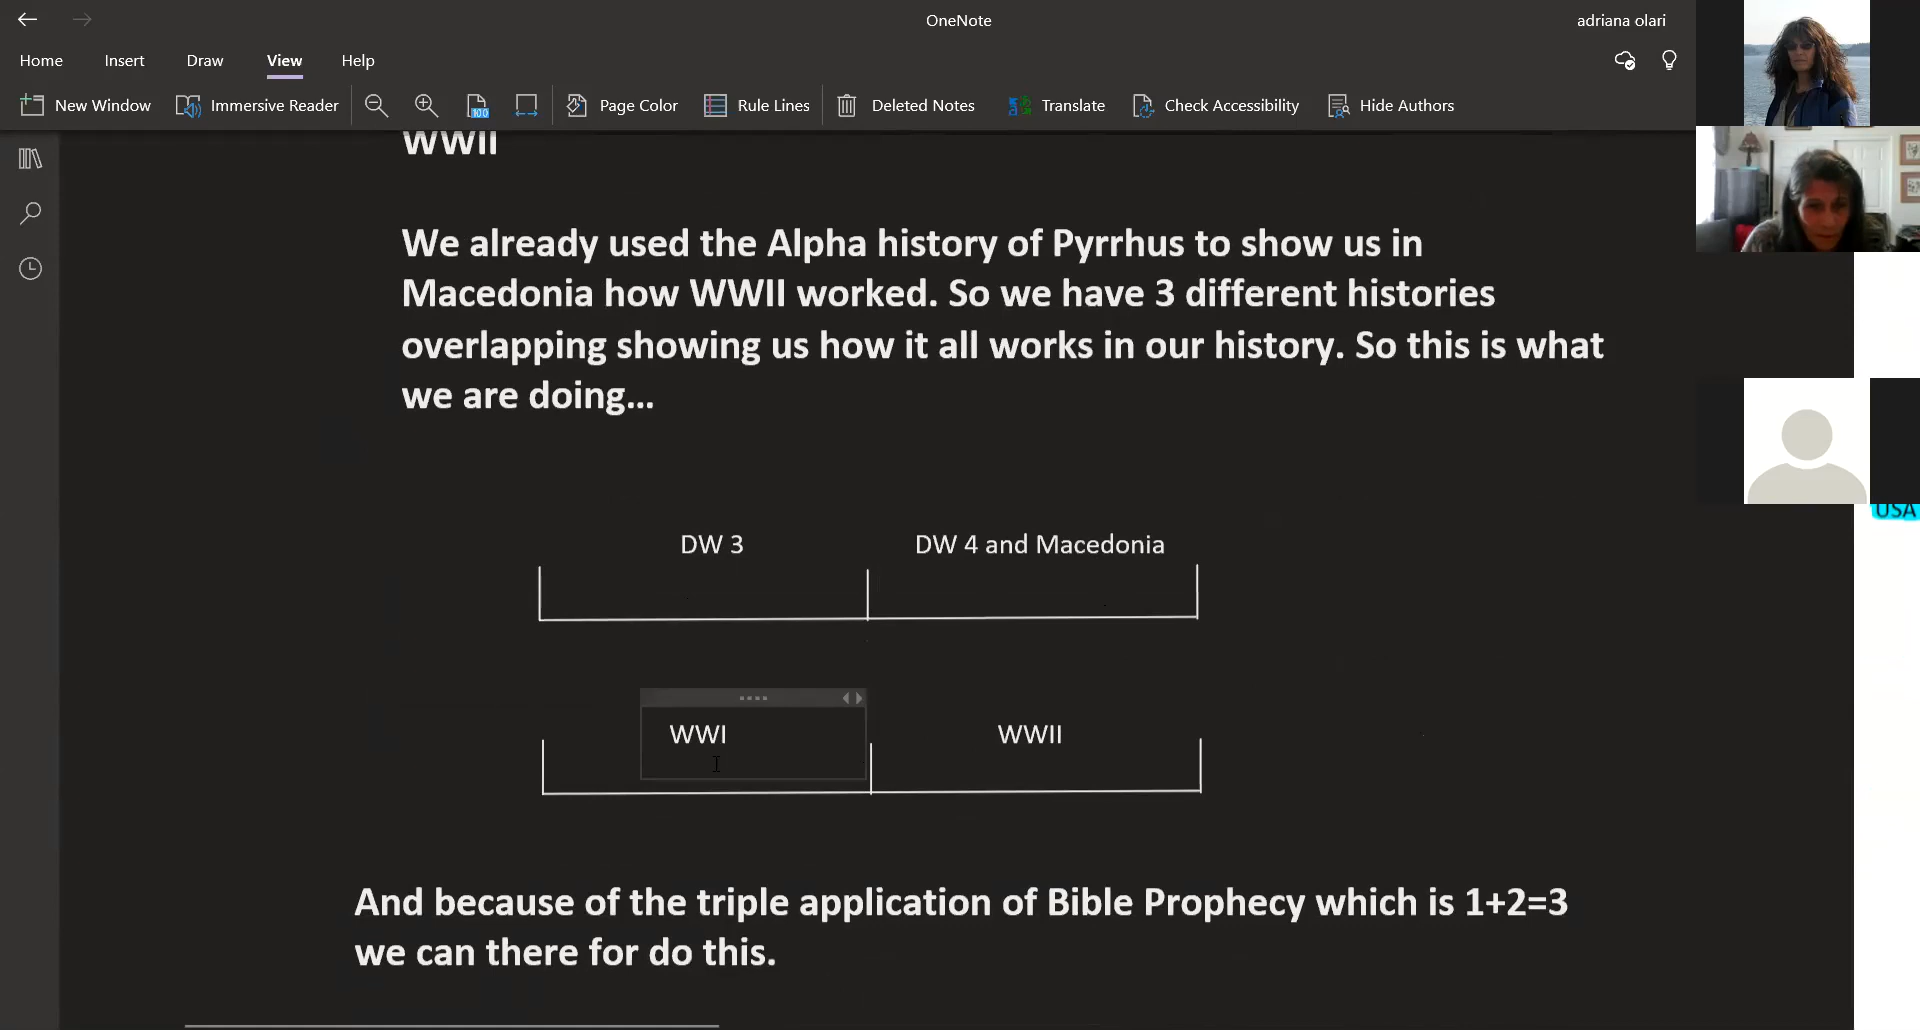 OneNote
adriana olari
Home Insert Draw View Help
New Window Immersive Reader 100 Page Color Rule Lines Deleted Notes Translate Check Accessibility Hide Authors
WWII
We already used the Alpha history of Pyrrhus to show us in
Macedonia how WWII worked. So we have 3 different histories
overlapping showing us how it all works in our history. So this is what
we are doing...
USA
DW 3 DW 4 and Macedonia
WWI WWII
And because of the triple application of Bible Prophecy which is 1+2=3
we can there for do this.